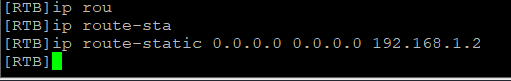 [RTB]ip rou
[RTB]ip route-sta
[RTB]ip route-static 0.0.0.0 0.0.0.0 192.168.1.2
[RTB]